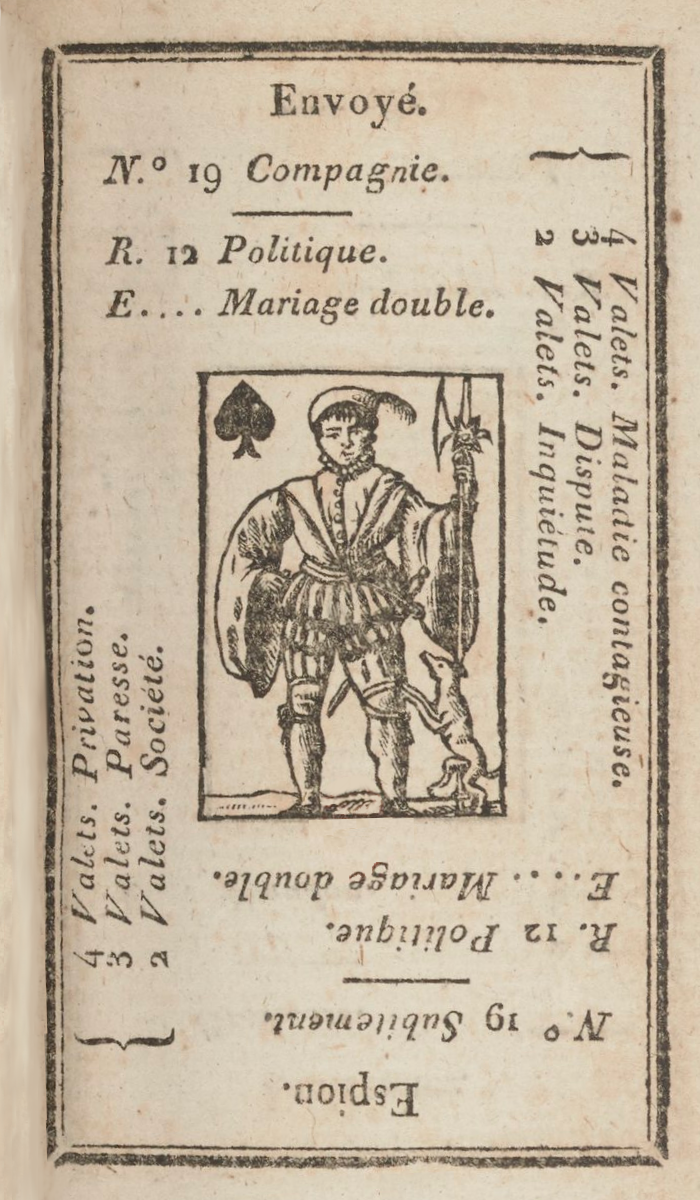 Envoyé.
N.º 19 Compagnie.
R. 12 Politique.
E.... Mariage double.
4 Valets. Maladie contagieuse.
3 Valets. Dispute.
2 Valets. Inquiétude.
4 Valets. Privation.
3 Valets. Paresse.
2 Valets. Société.
Espion.
N.º 19 Subitement.
R. 12 Politique.
E.... Mariage double.